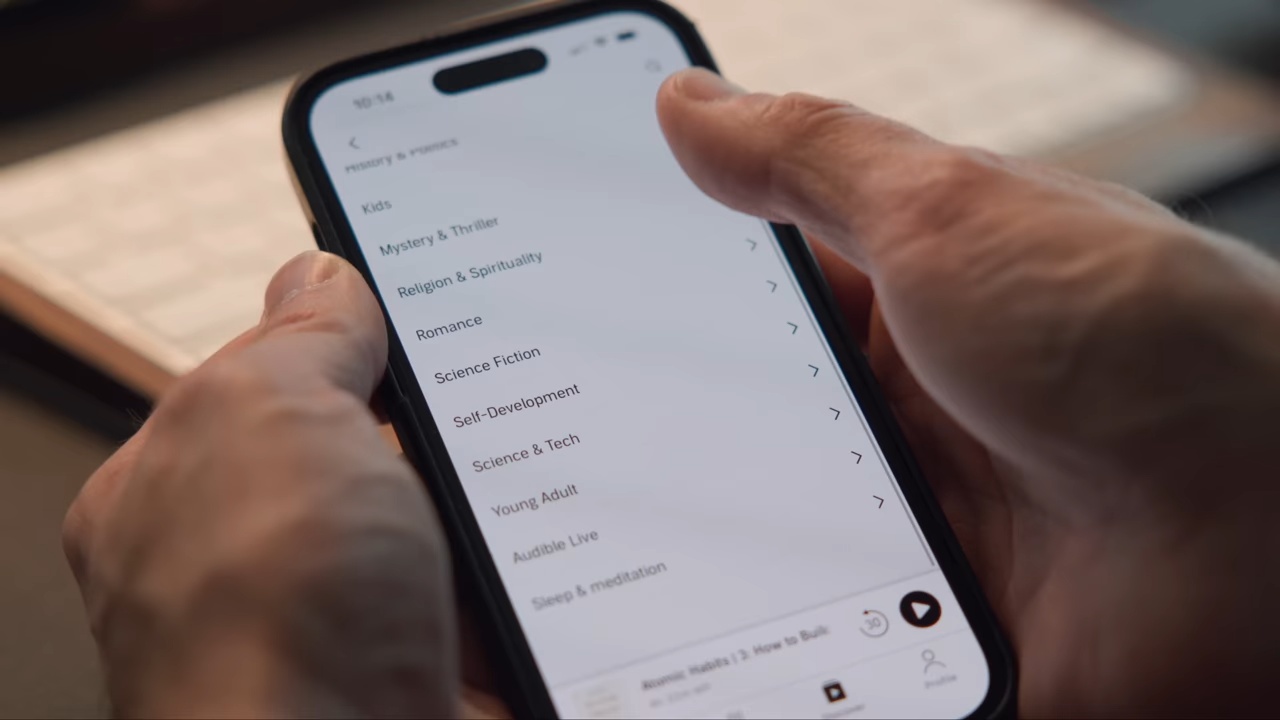 10:14
History & Politics
Kids
Mystery & Thriller
Religion & Spirituality
Romance
Science Fiction
Self-Development
Science & Tech
Young Adult
Audible Live
Sleep & meditation
Atomic Habits | 3: How to Buil
30
Discover
Profile